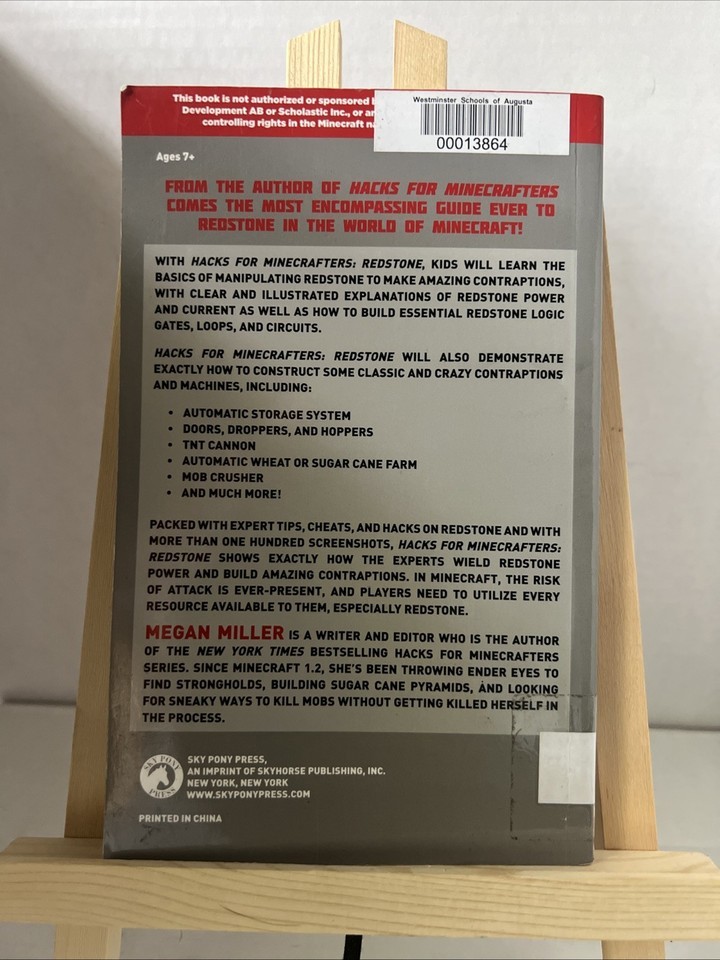 This book is not authorized or sponsored
Development AB or Scholastic Inc., or
controlling rights in the Minecraft
Westminster Schools of Augusta
00013864
Ages 7+
FROM THE AUTHOR OF HACKS FOR MINECRAFTERS
COMES THE MOST ENCOMPASSING GUIDE EVER TO
REDSTONE IN THE WORLD OF MINECRAFT!
WITH HACKS FOR MINECRAFTERS: REDSTONE, KIDS WILL LEARN THE
BASICS OF MANIPULATING REDSTONE TO MAKE AMAZING CONTRAPTIONS,
WITH CLEAR AND ILLUSTRATED EXPLANATIONS OF REDSTONE POWER
AND CURRENT AS WELL AS HOW TO BUILD ESSENTIAL REDSTONE LOGIC
GATES, LOOPS, AND CIRCUITS.
HACKS FOR MINECRAFTERS: REDSTONE WILL ALSO DEMONSTRATE
EXACTLY HOW TO CONSTRUCT SOME CLASSIC AND CRAZY CONTRAPTIONS
AND MACHINES, INCLUDING:
• AUTOMATIC STORAGE SYSTEM
• DOORS, DROPPERS, AND HOPPERS
• TNT CANNON
• AUTOMATIC WHEAT OR SUGAR CANE FARM
• MOB CRUSHER
• AND MUCH MORE!
PACKED WITH EXPERT TIPS, CHEATS, AND HACKS ON REDSTONE AND WITH
MORE THAN ONE HUNDRED SCREENSHOTS, HACKS FOR MINECRAFTERS:
REDSTONE SHOWS EXACTLY HOW THE EXPERTS WIELD REDSTONE
POWER AND BUILD AMAZING CONTRAPTIONS. IN MINECRAFT, THE RISK
OF ATTACK IS EVER-PRESENT, AND PLAYERS NEED TO UTILIZE EVERY
RESOURCE AVAILABLE TO THEM, ESPECIALLY REDSTONE.
MEGAN MILLER IS A WRITER AND EDITOR WHO IS THE AUTHOR
OF THE NEW YORK TIMES BESTSELLING HACKS FOR MINECRAFTERS
SERIES. SINCE MINECRAFT 1.2, SHE'S BEEN THROWING ENDER EYES TO
FIND STRONGHOLDS, BUILDING SUGAR CANE PYRAMIDS, AND LOOKING
FOR SNEAKY WAYS TO KILL MOBS WITHOUT GETTING KILLED HERSELF IN
THE PROCESS.
SKY PONY PRESS
SKY PONY PRESS,
AN IMPRINT OF SKYHORSE PUBLISHING, INC.
NEW YORK, NEW YORK
WWW.SKYPONYPRESS.COM
PRINTED IN CHINA